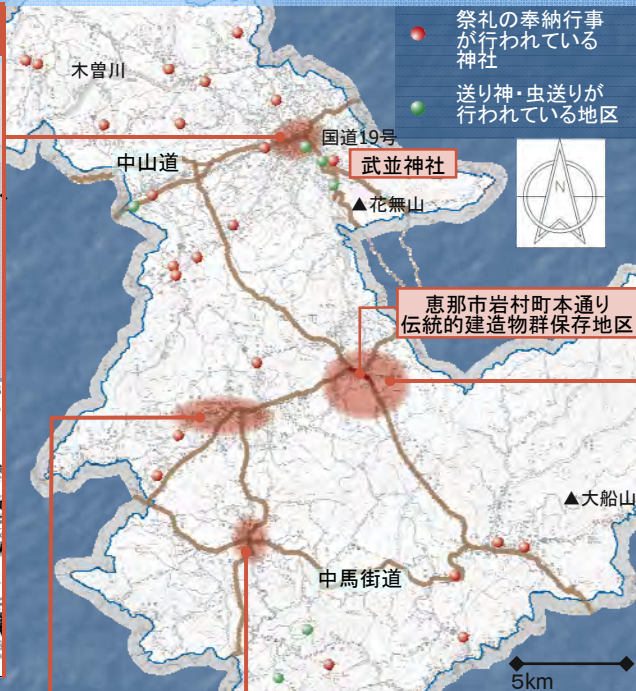 祭礼の奉納行事
が行われている
神社
送り神・虫送りが
行われている地区
木曽川
国道19号
中山道
武並神社
N
▲花無山
恵那市岩村町本通り
伝統的建造物群保存地区
▲大船山
中馬街道
5km